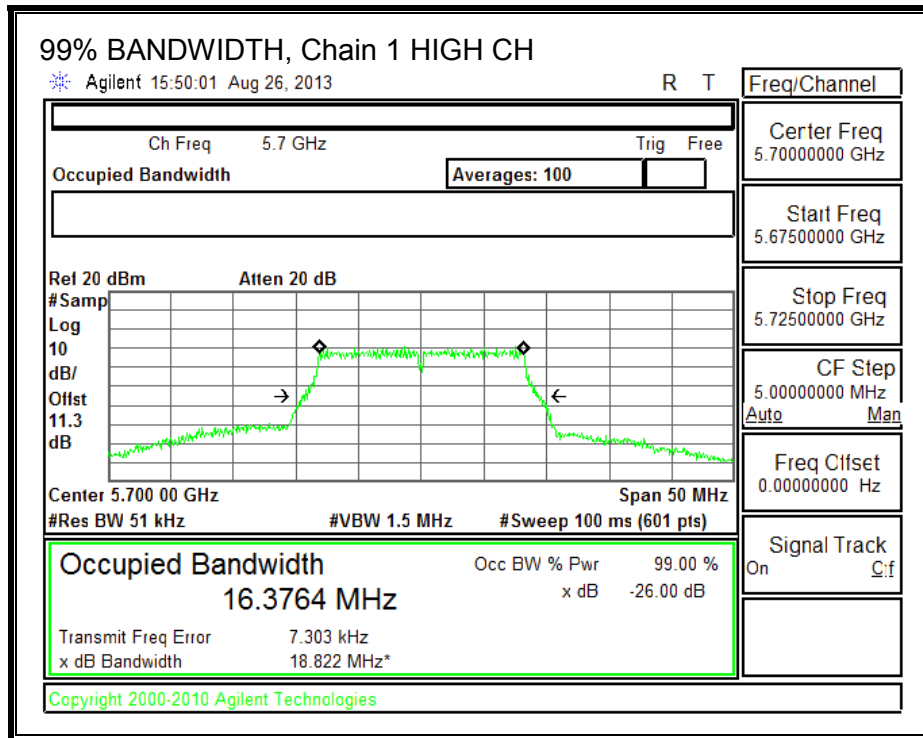 99% BANDWIDTH, Chain 1 HIGH CH
Agilent 15:50:01 Aug 26, 2013 R T
Freq/Channel
Ch Freq 5.7 GHz Trig Free
Occupied Bandwidth Averages: 100
Center Freq
5.70000000 GHz
Start Freq
5.67500000 GHz
Stop Freq
5.72500000 GHz
CF Step
5.00000000 MHz
Auto Man
Freq Offset
0.00000000 Hz
Signal Track
On Off
Ref 20 dBm Atten 20 dB
#Samp
Log
10
dB/
Offst
11.3
dB
Center 5.700 00 GHz Span 50 MHz
#Res BW 51 kHz #VBW 1.5 MHz #Sweep 100 ms (601 pts)
Occupied Bandwidth Occ BW % Pwr 99.00 %
16.3764 MHz x dB -26.00 dB
Transmit Freq Error 7.303 kHz
x dB Bandwidth 18.822 MHz*
Copyright 2000-2010 Agilent Technologies